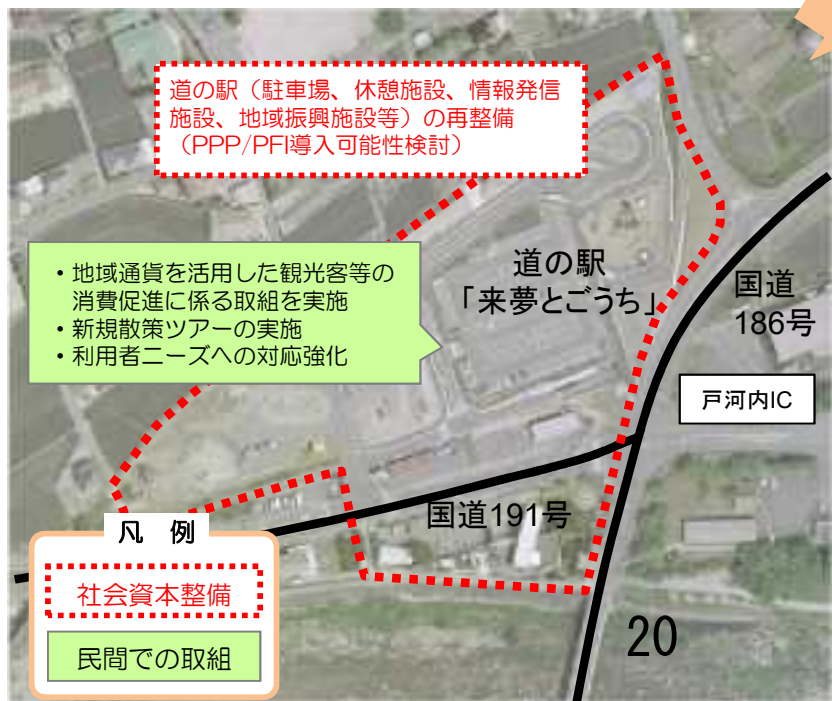 道の駅（駐車場、休憩施設、情報発信
施設、地域振興施設等）の再整備
（PPP/PFI導入可能性検討）
・地域通貨を活用した観光客等の
消費促進に係る取組を実施
・新規散策ツアーの実施
・利用者ニーズへの対応強化
道の駅
「来夢とごうち」
国道
186号
戸河内IC
国道191号
凡　例
社会資本整備
民間での取組
20